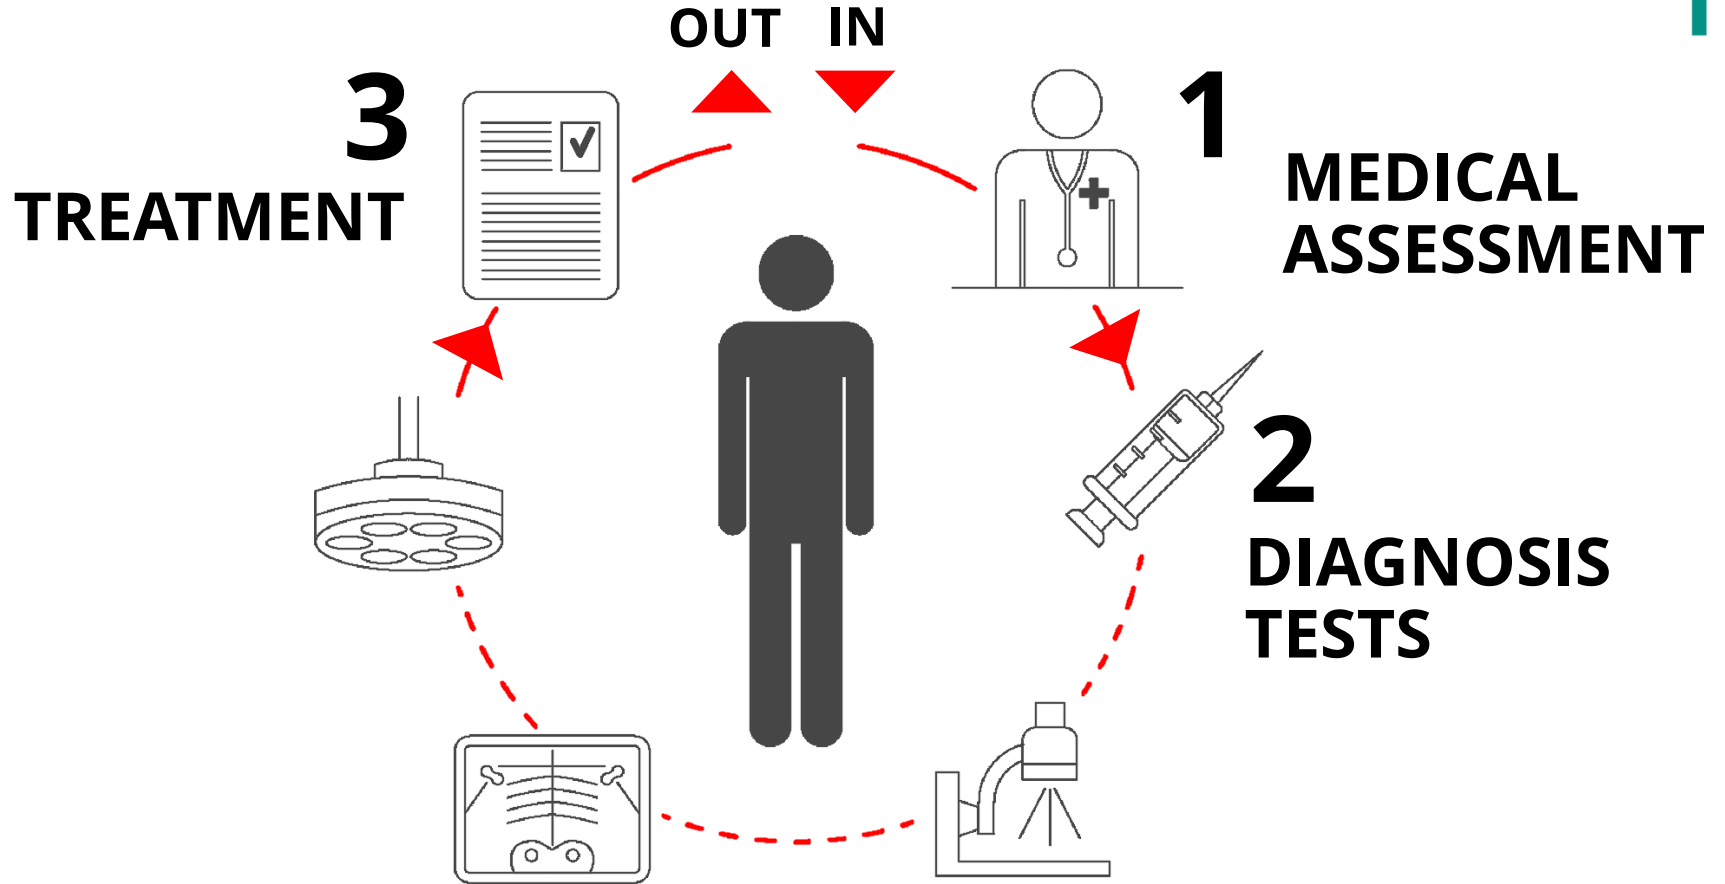 OUT IN
1
MEDICAL
ASSESSMENT
2
DIAGNOSIS
TESTS
3
TREATMENT